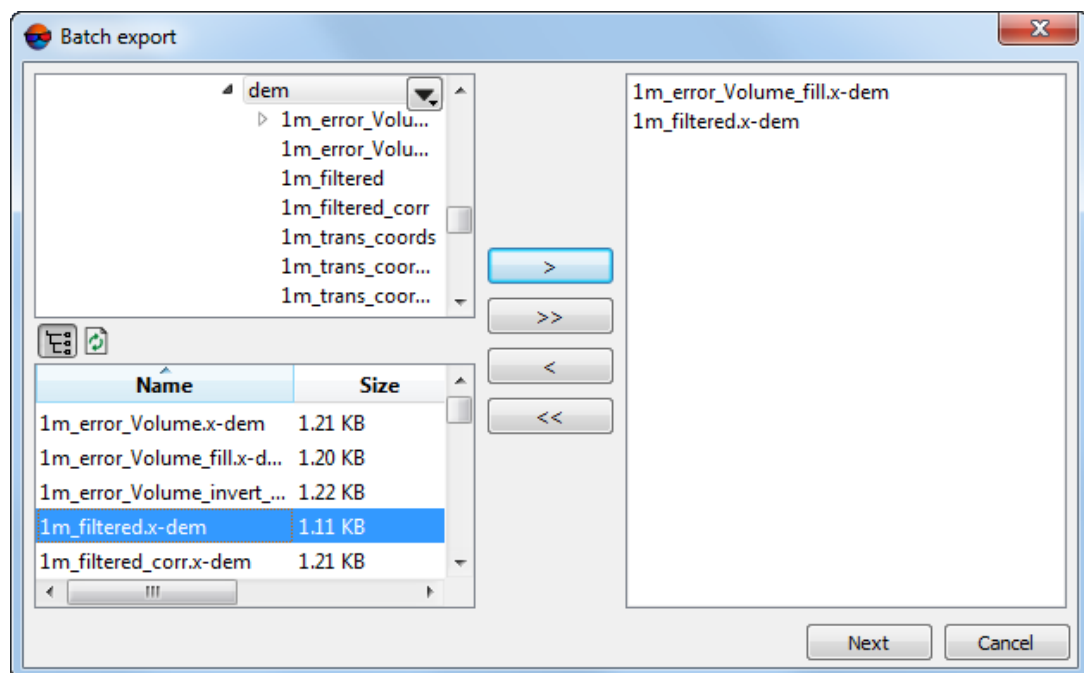 Batch export
dem
1m_error_Volu...
1m_error_Volu...
1m_filtered
1m_filtered_corr
1m_trans_coords
1m_trans_coor...
1m_trans_coor...
Name Size
1m_error_Volume.x-dem 1.21 KB
1m_error_Volume_fill.x-d... 1.20 KB
1m_error_Volume_invert_... 1.22 KB
1m_filtered.x-dem 1.11 KB
1m_filtered_corr.x-dem 1.21 KB
>
>>
<
<<
1m_error_Volume_fill.x-dem
1m_filtered.x-dem
Next Cancel